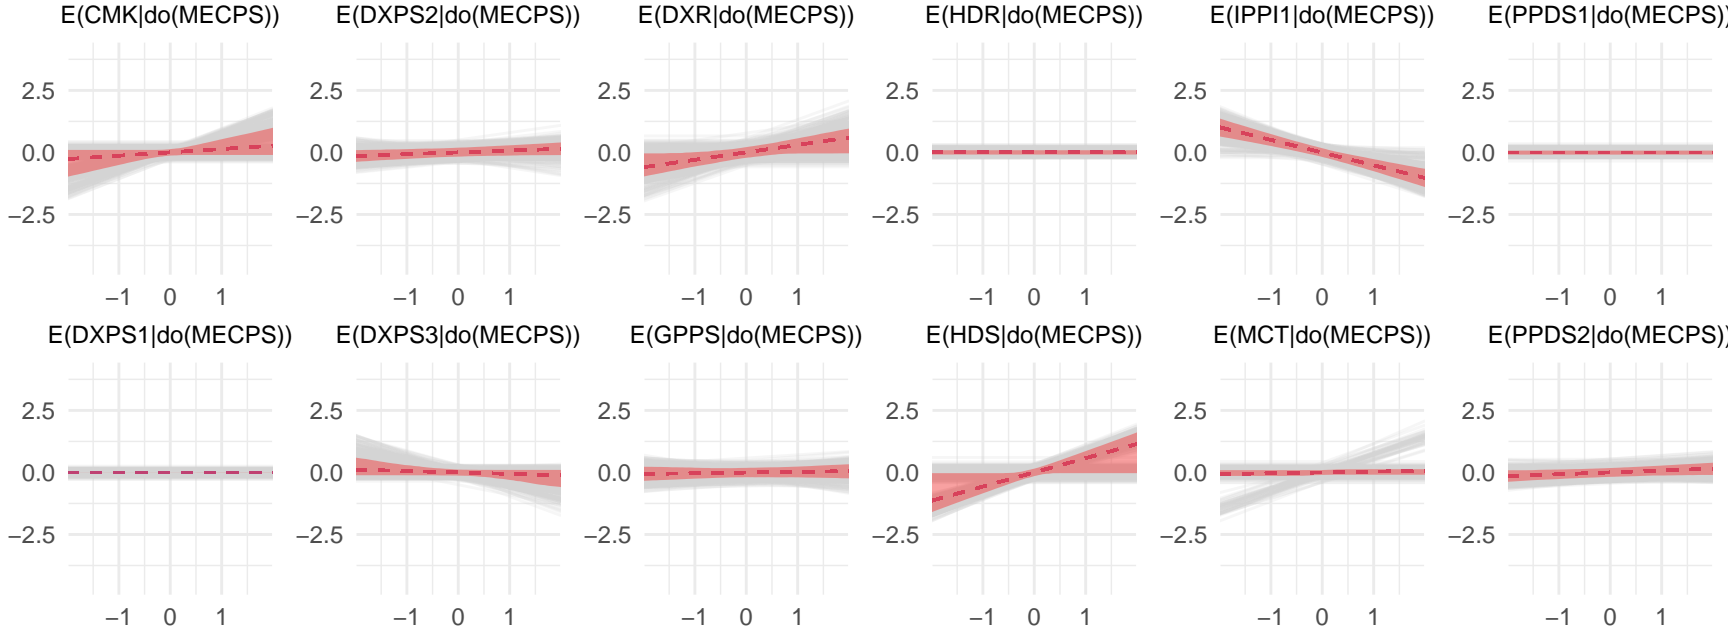 E(CMK|do(MECPS)) E(DXPS2|do(MECPS)) E(DXR|do(MECPS)) E(HDR|do(MECPS)) E(IPPI1|do(MECPS)) E(PPDS1|do(MECPS))
2.5 2.5 2.5 2.5 2.5 2.5
0.0 0.0 0.0 0.0 0.0 0.0
−2.5 −2.5 −2.5 −2.5 −2.5 −2.5
−1 0 1 −1 0 1 −1 0 1 −1 0 1 −1 0 1 −1 0 1
E(DXPS1|do(MECPS)) E(DXPS3|do(MECPS)) E(GPPS|do(MECPS)) E(HDS|do(MECPS)) E(MCT|do(MECPS)) E(PPDS2|do(MECPS))
2.5 2.5 2.5 2.5 2.5 2.5
0.0 0.0 0.0 0.0 0.0 0.0
−2.5 −2.5 −2.5 −2.5 −2.5 −2.5
−1 0 1 −1 0 1 −1 0 1 −1 0 1 −1 0 1 −1 0 1